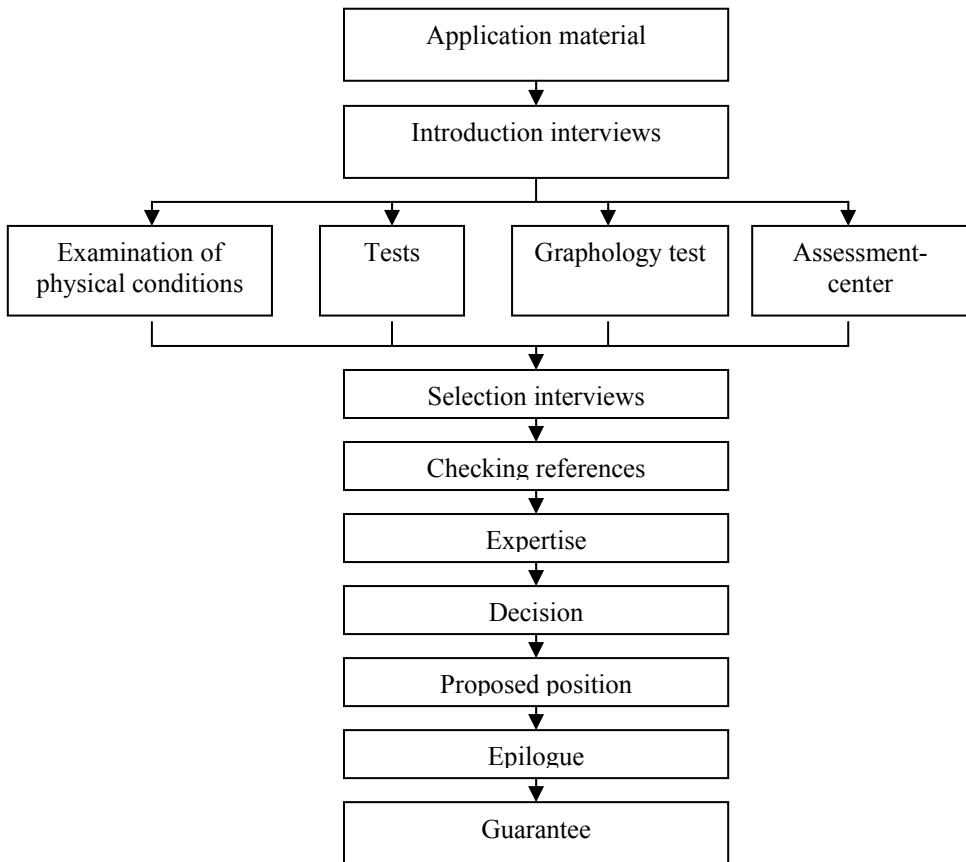 Application material
Introduction interviews
Examination of
physical conditions
Tests
Graphology test
Assessment-
center
Selection interviews
Checking references
Expertise
Decision
Proposed position
Epilogue
Guarantee